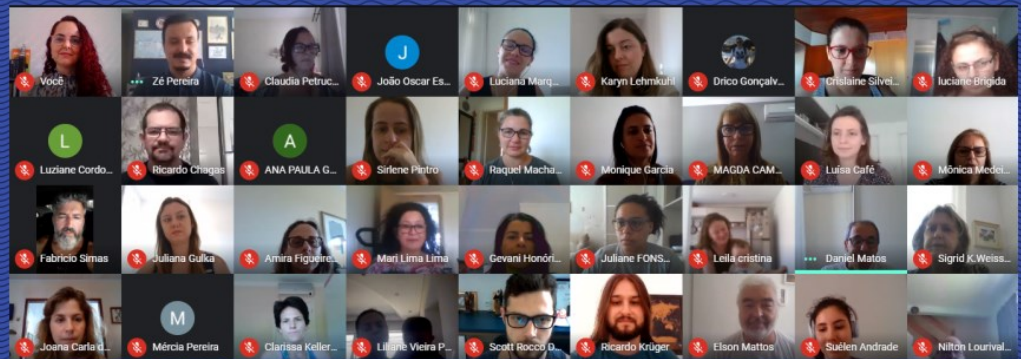 Você
Zé Pereira
Claudia Petruc...
J
João Oscar Es...
Luciana Marq...
Karyn Lehmkuhl
Drico Gonçalv...
Crislaine Silvei...
luciane Brigida
L
Luziane Cordo...
Ricardo Chagas
A
ANA PAULA G...
Sirlene Pintro
Raquel Macha...
Monique Garcia
MAGDA CAM...
Luísa Café
Mônica Medei...
Fabricio Simas
Juliana Gulka
Amira Figueire...
Mari Lima Lima
Gevani Honóri...
Juliane FONS...
Leila cristina
Daniel Matos
Sigrid K.Weiss...
Joana Carla d...
M
Mércia Pereira
Clarissa Keller...
Liliane Vieira P...
Scott Rocco D...
Ricardo Krüger
Elson Mattos
Suélen Andrade
Nilton Lourival...